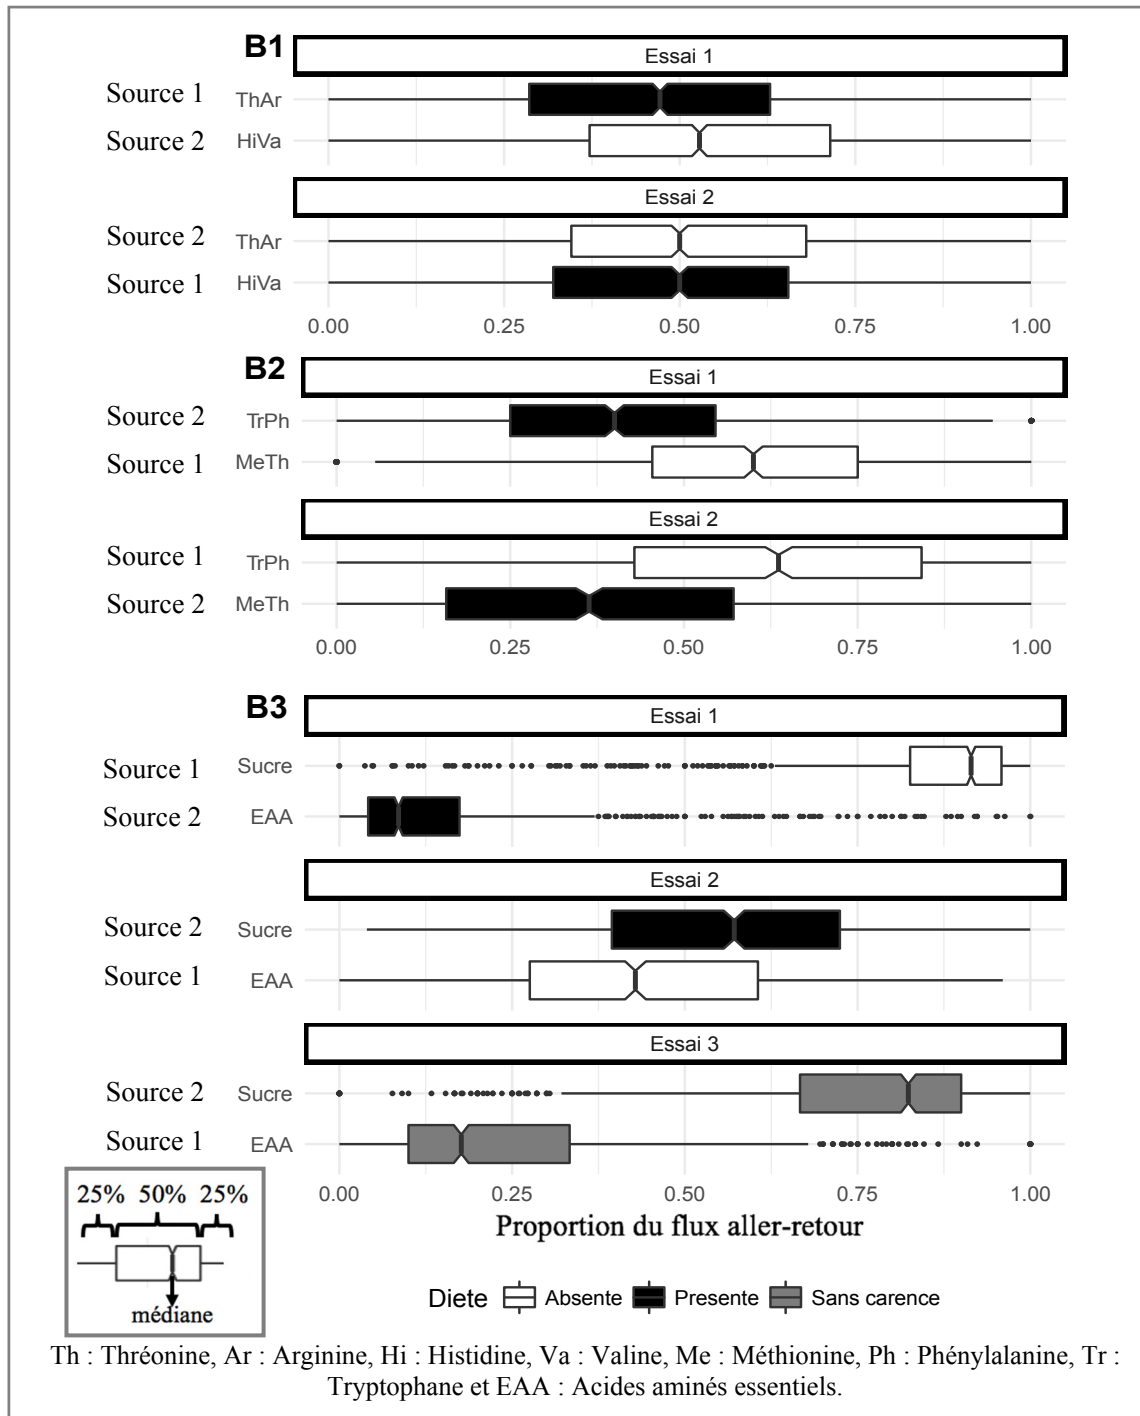 B1
Essai 1
Source 1 ThAr
Source 2 HiVa
Essai 2
Source 2 ThAr
Source 1 HiVa
0.00 0.25 0.50 0.75 1.00
B2
Essai 1
Source 2 TrPh
Source 1 MeTh
Essai 2
Source 1 TrPh
Source 2 MeTh
0.00 0.25 0.50 0.75 1.00
B3
Essai 1
Source 1 Sucre
Source 2 EAA
Essai 2
Source 2 Sucre
Source 1 EAA
Essai 3
Source 2 Sucre
Source 1 EAA
0.00 0.25 0.50 0.75 1.00
25% 50% 25%
médiane
Proportion du flux aller-retour
Diete Absente Presente Sans carence
Th : Thréonine, Ar : Arginine, Hi : Histidine, Va : Valine, Me : Méthionine, Ph : Phénylalanine, Tr :
Tryptophane et EAA : Acides aminés essentiels.